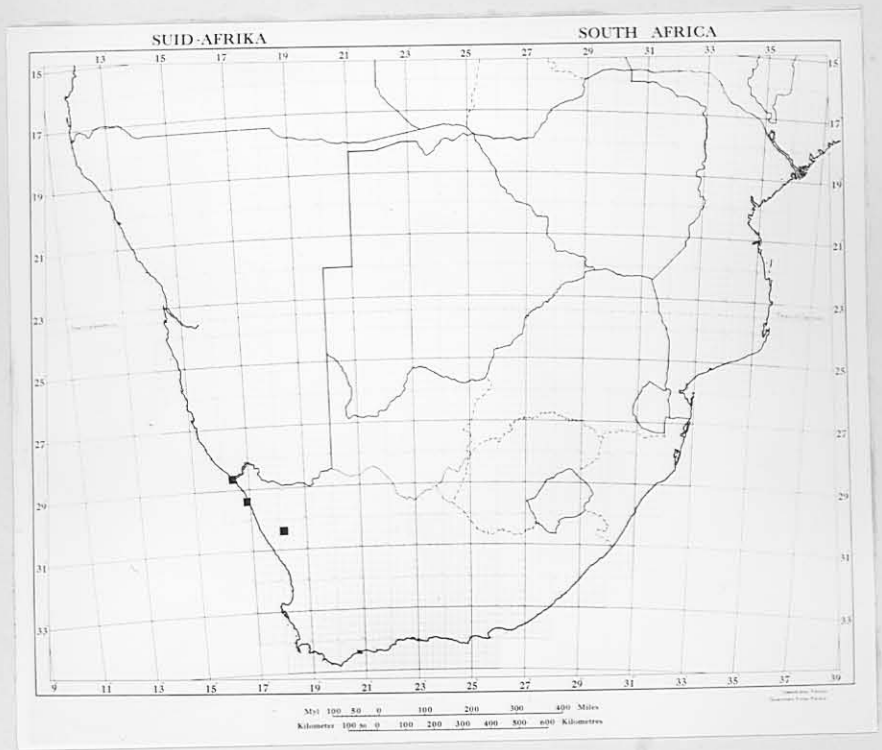 SUID-AFRIKA SOUTH AFRICA
13 15 17 19 21 23 25 27 29 31 33 35
15 15
17 17
19 19
21 21
23 23
25 25
27 27
29 29
31 31
33 33
9 11 13 15 17 19 21 23 25 27 29 31 33 35 37 39
Myl 100 50 0 100 200 300 400 Miles
Kilometer 100 50 0 100 200 300 400 500 600 Kilometres